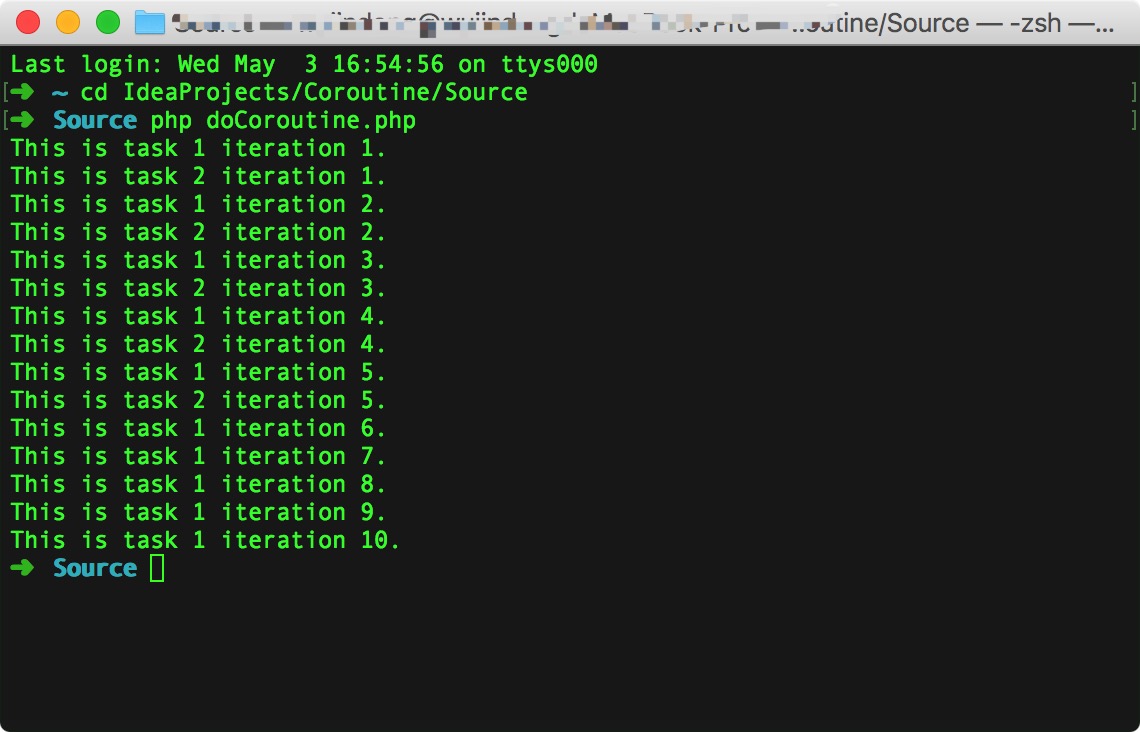 outine/Source — -zsh —...
Last login: Wed May  3 16:54:56 on ttys000
[➜  ~ cd IdeaProjects/Coroutine/Source ]
[➜  Source php doCoroutine.php ]
This is task 1 iteration 1.
This is task 2 iteration 1.
This is task 1 iteration 2.
This is task 2 iteration 2.
This is task 1 iteration 3.
This is task 2 iteration 3.
This is task 1 iteration 4.
This is task 2 iteration 4.
This is task 1 iteration 5.
This is task 2 iteration 5.
This is task 1 iteration 6.
This is task 1 iteration 7.
This is task 1 iteration 8.
This is task 1 iteration 9.
This is task 1 iteration 10.
➜  Source